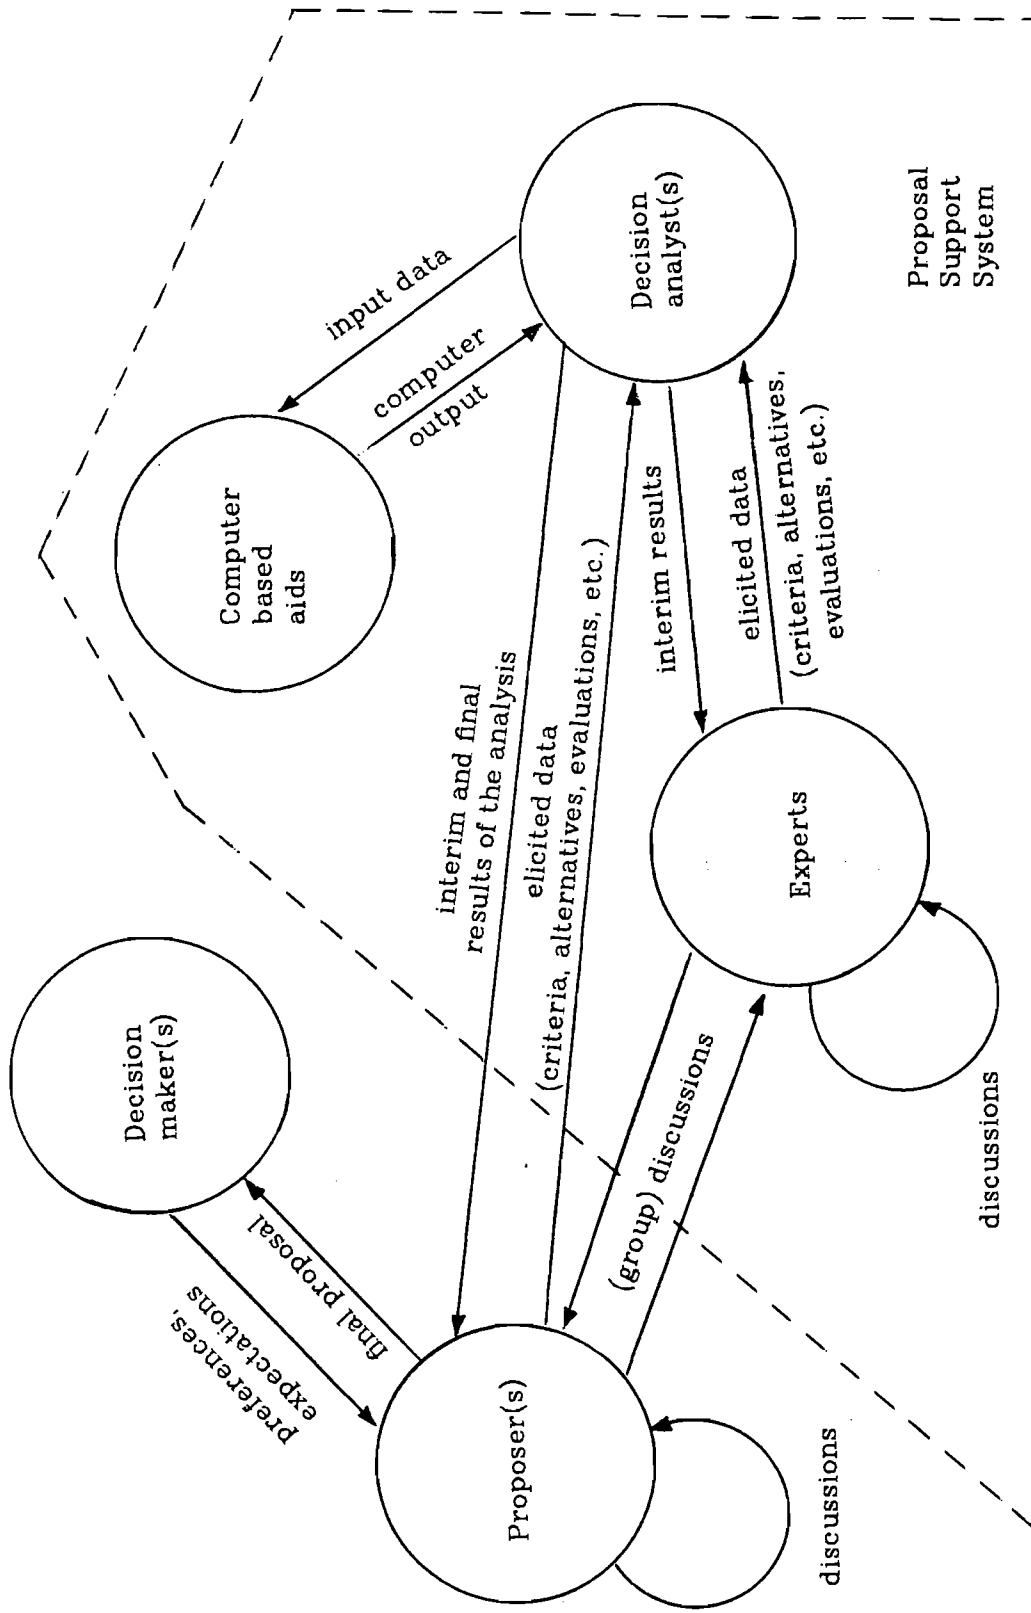 Decision
maker(s)
preferences,
expectations
final proposal
Computer
based
aids
input data
computer
output
interim and final
results of the analysis
elicited data
(criteria, alternatives, evaluations, etc.)
Proposer(s)
Decision
analyst(s)
interim results
elicited data
(criteria, alternatives,
evaluations, etc.)
(group) discussions
Experts
discussions
discussions
Proposal
Support
System